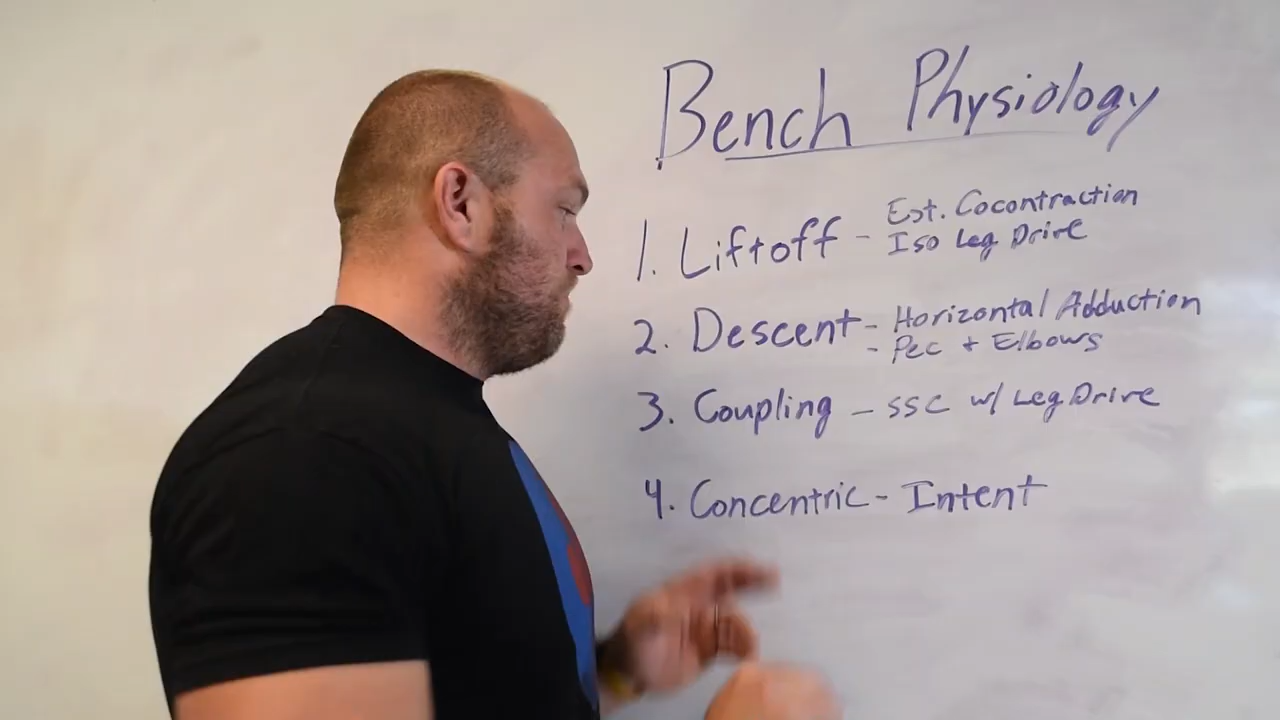 Bench Physiology
1. Liftoff - Est. Cocontraction
Iso Leg Drive
2. Descent - Horizontal Adduction
- Pec + Elbows
3. Coupling - SSC w/ Leg Drive
4. Concentric - Intent